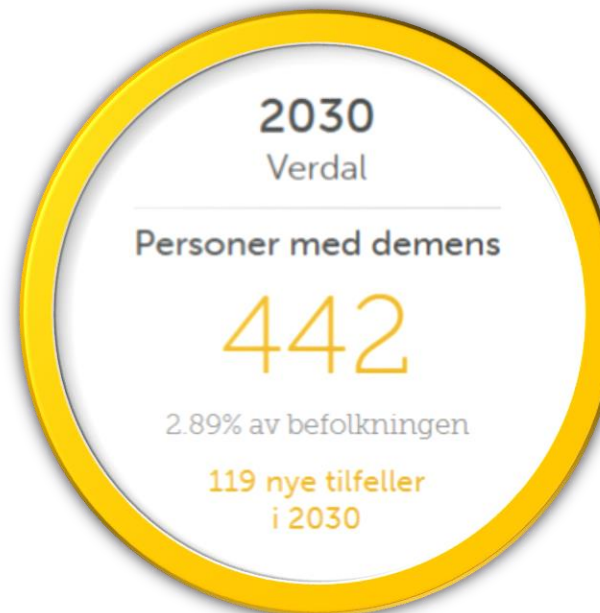 2030
Verdal
Personer med demens
442
2.89% av befolkningen
119 nye tilfeller
i 2030